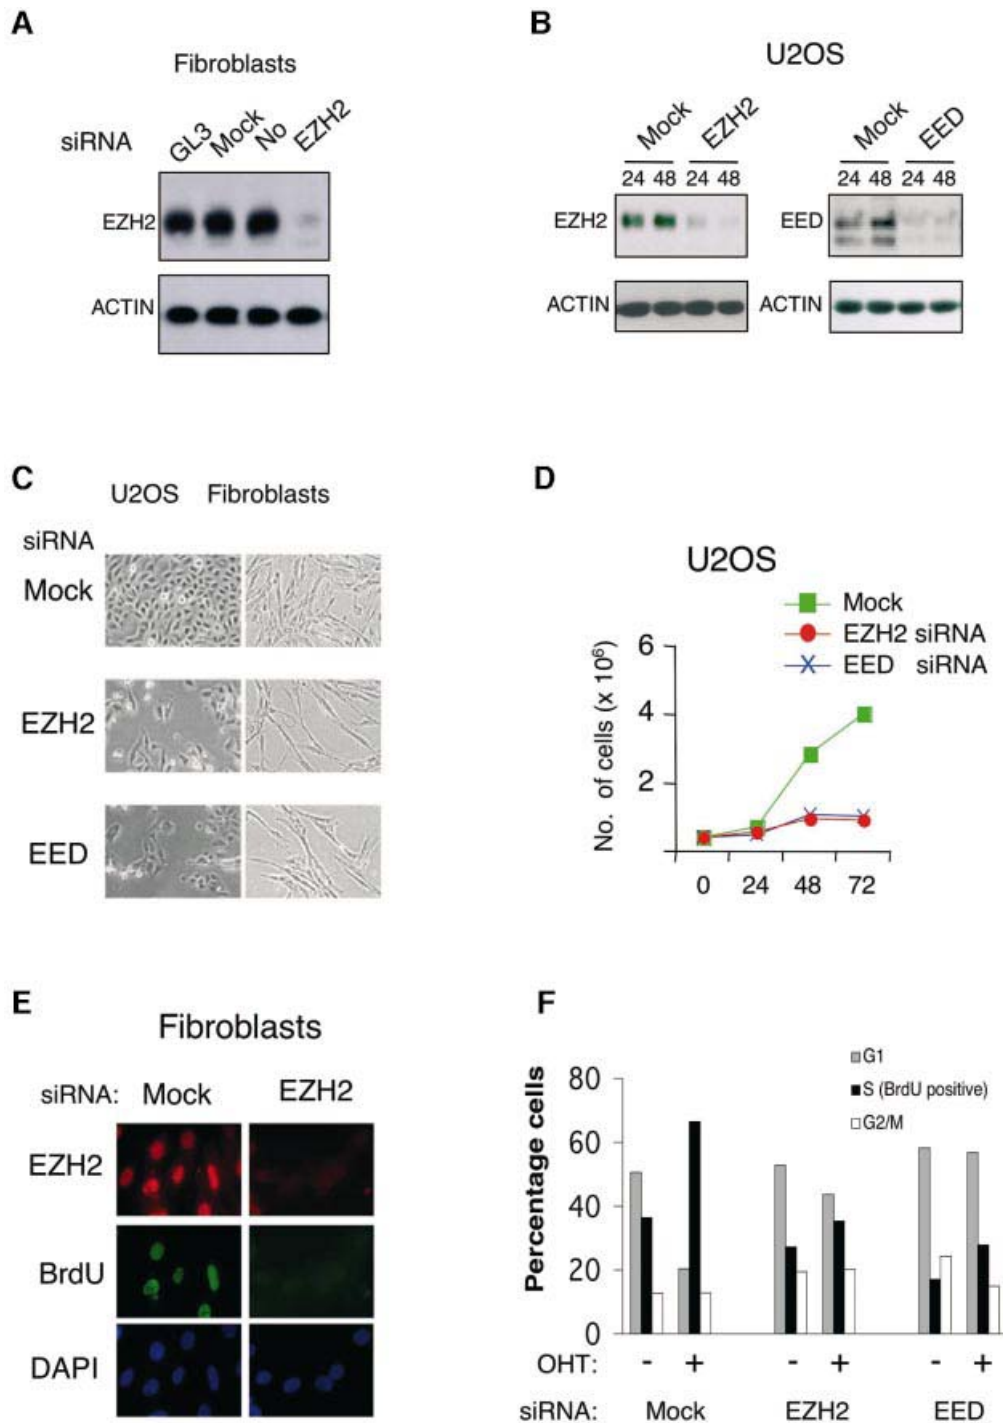 A
Fibroblasts
siRNA GL3 Mock No EZH2
EZH2
ACTIN
B
U2OS
Mock EZH2 Mock EED
24 48 24 48 24 48 24 48
EZH2 EED
ACTIN ACTIN
C
U2OS Fibroblasts
siRNA
Mock
EZH2
EED
D
U2OS
Mock
EZH2 siRNA
EED siRNA
No. of cells (x 10⁶)
6
4
2
0 24 48 72
E
Fibroblasts
siRNA: Mock EZH2
EZH2
BrdU
DAPI
F
G1
S (BrdU positive)
G2/M
Percentage cells
80
60
40
20
0
OHT: - + - + - +
siRNA: Mock EZH2 EED